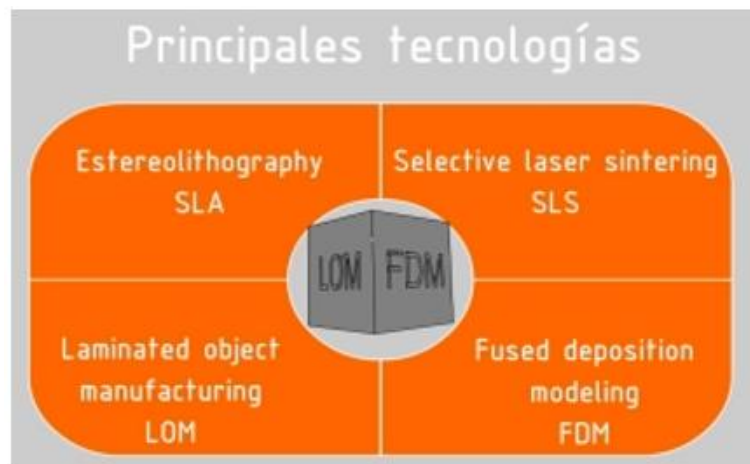 Principales tecnologías
Estereolithography
SLA
Selective laser sintering
SLS
LOM
FDM
Laminated object
manufacturing
LOM
Fused deposition
modeling
FDM